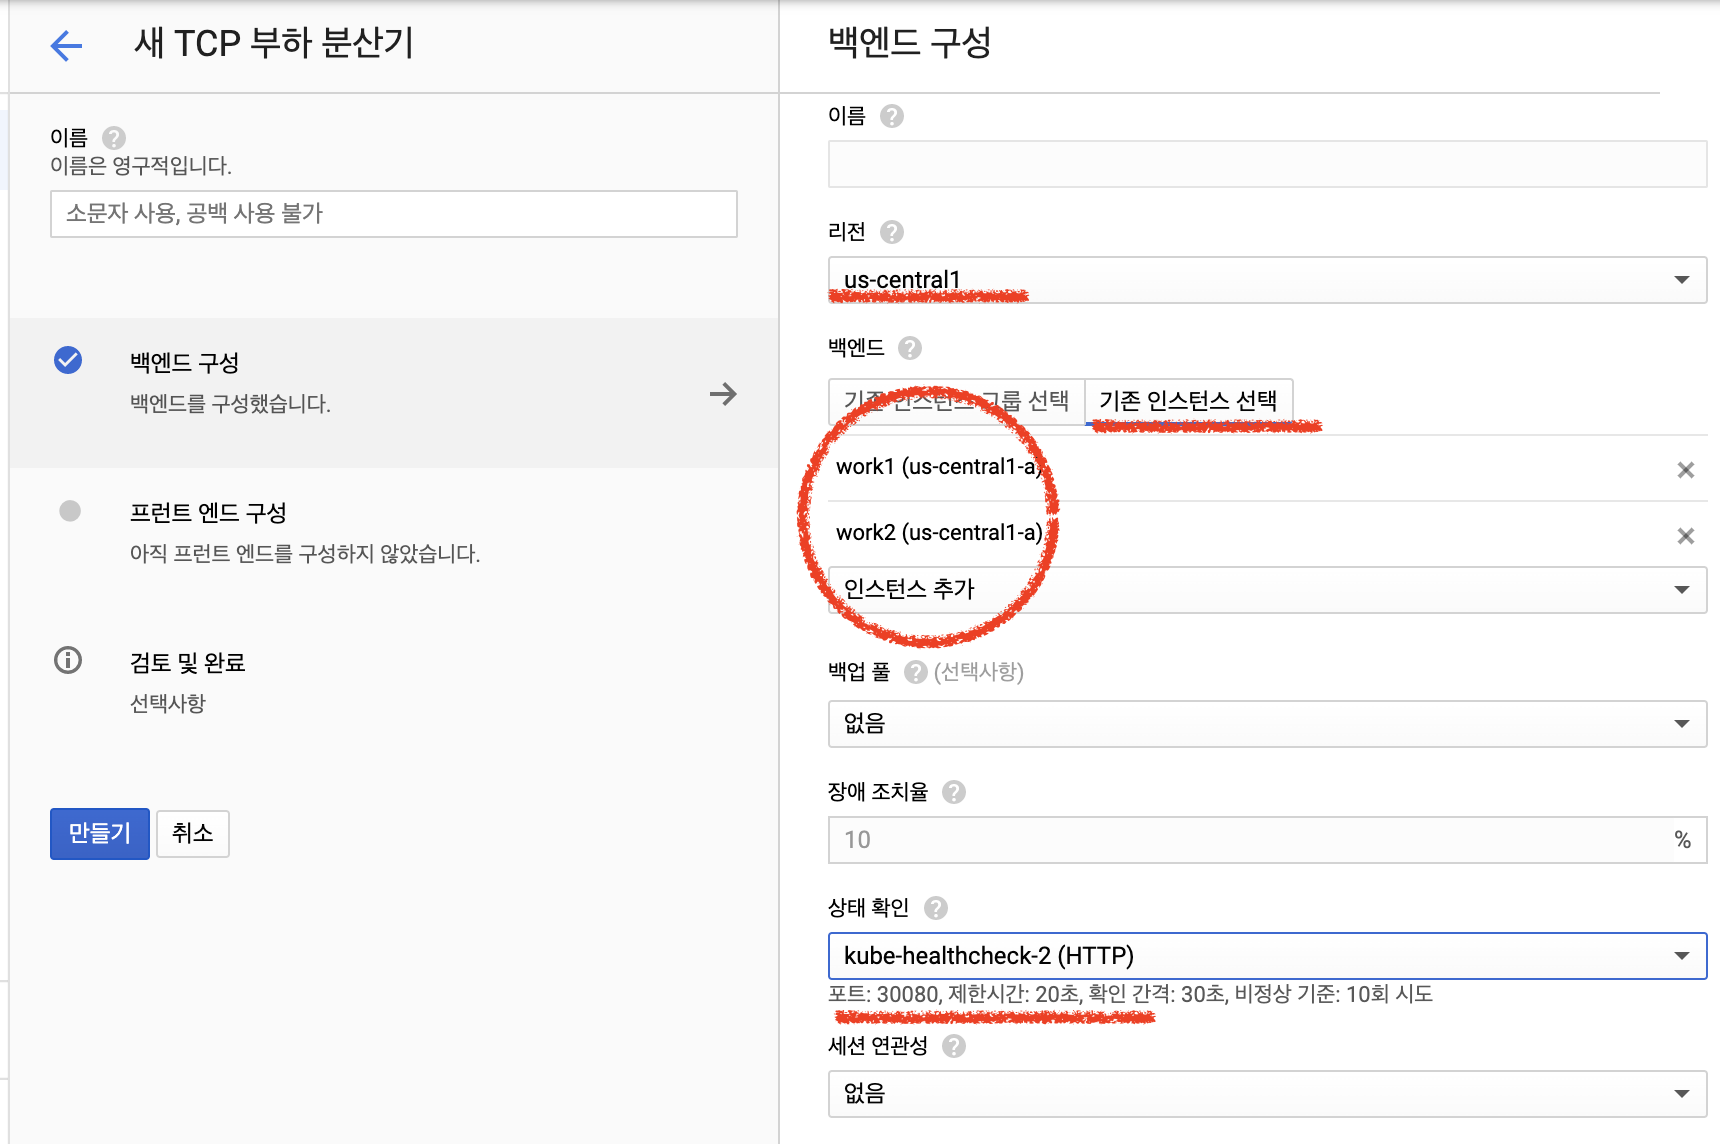 새 TCP 부하 분산기
이름
이름은 영구적입니다.
소문자 사용, 공백 사용 불가
백엔드 구성
백엔드를 구성했습니다.
프런트 엔드 구성
아직 프런트 엔드를 구성하지 않았습니다.
검토 및 완료
선택사항
만들기 취소
백엔드 구성
이름
리전
us-central1
백엔드
기존 인스턴스 그룹 선택 기존 인스턴스 선택
work1 (us-central1-a)
work2 (us-central1-a)
인스턴스 추가
백업 풀 (선택사항)
없음
장애 조치율
10 %
상태 확인
kube-healthcheck-2 (HTTP)
포트: 30080, 제한시간: 20초, 확인 간격: 30초, 비정상 기준: 10회 시도
세션 연관성
없음